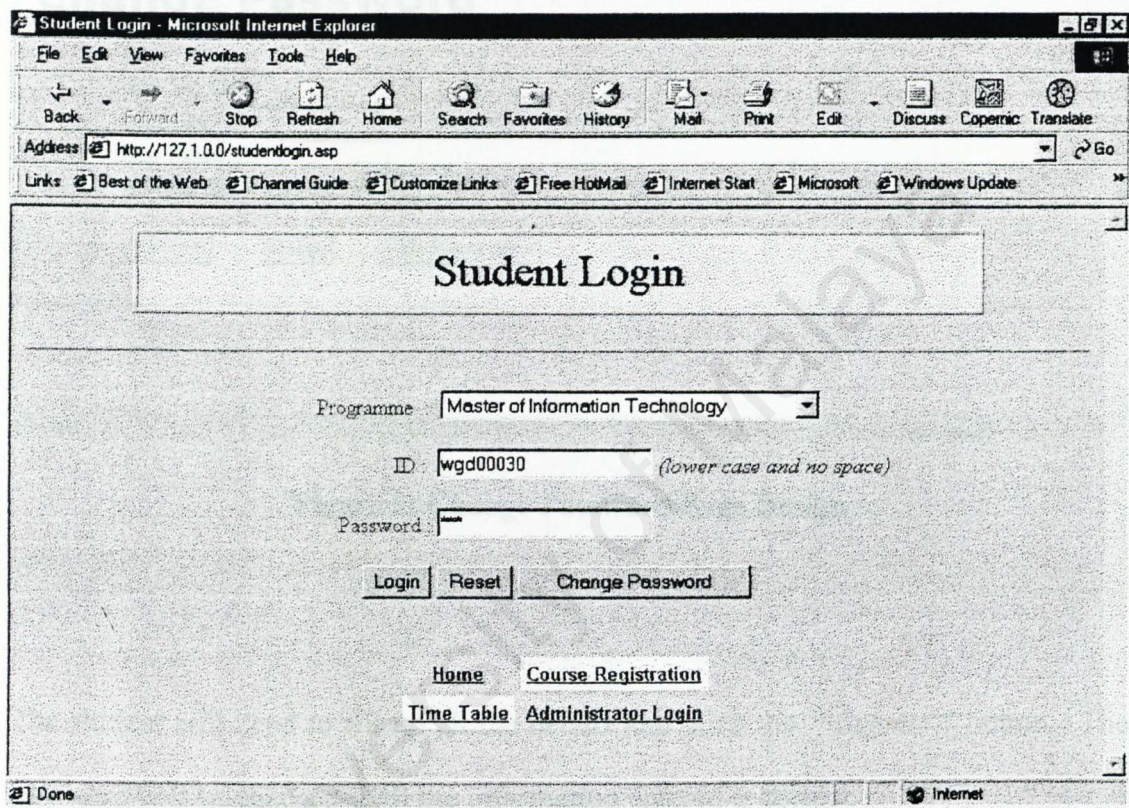 Student Login - Microsoft Internet Explorer
File Edit View Favorites Tools Help
Back Forward Stop Refresh Home Search Favorites History Mail Print Edit Discuss Copernic Translate
Address http://127.1.0.0/studentlogin.asp Go
Links Best of the Web Channel Guide Customize Links Free HotMail Internet Start Microsoft Windows Update
Student Login
Programme : Master of Information Technology
ID : wgd00030 (lower case and no space)
Password :
Login Reset Change Password
Home Course Registration
Time Table Administrator Login
Done Internet
of Malaya